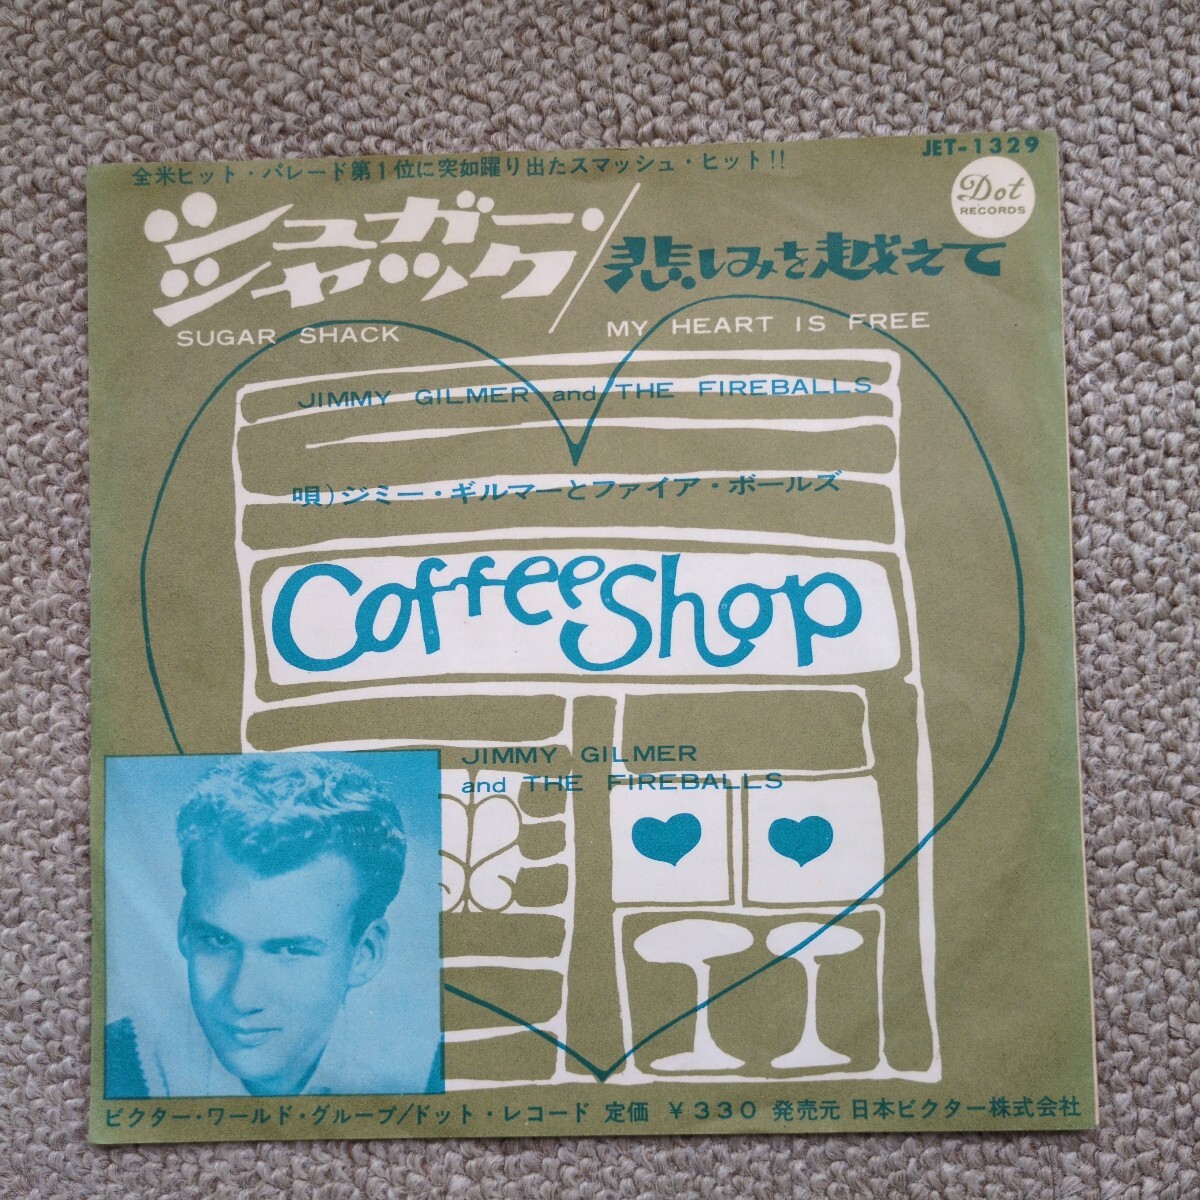 JET-1329
全米ヒット・パレード第1位に突如躍り出たスマッシュ・ヒット!!
Dot
RECORDS
シュガー・
シャック/悲しみを越えて
SUGAR SHACK
MY HEART IS FREE
JIMMY GILMER and THE FIREBALLS
唄)ジミー・ギルマーとファイア・ボールズ
Coffee Shop
JIMMY GILMER
and THE FIREBALLS
ビクター・ワールド・グループ/ドット・レコード 定価 ¥330 発売元 日本ビクター株式会社